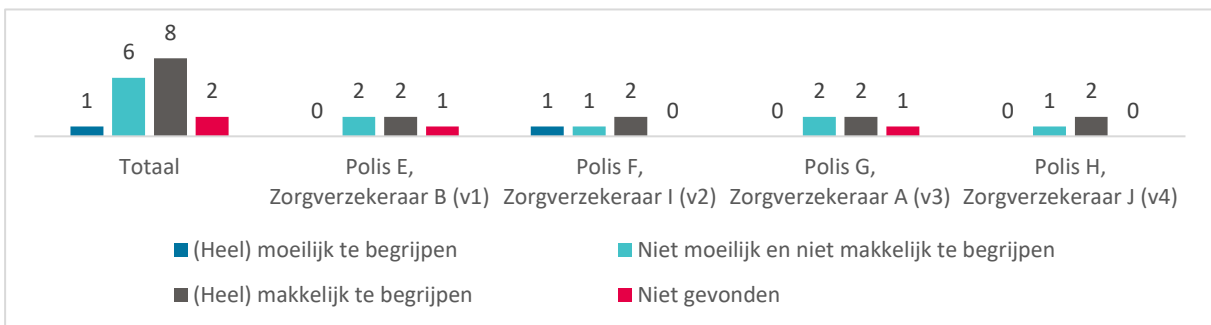 8
6
2 2 2 2 2 2
1 1 1 1 1 1
0 0 0 0 0
Totaal
Polis E, Polis F, Polis G, Polis H,
Zorgverzekeraar B (v1) Zorgverzekeraar I (v2) Zorgverzekeraar A (v3) Zorgverzekeraar J (v4)
(Heel) moeilijk te begrijpen Niet moeilijk en niet makkelijk te begrijpen
(Heel) makkelijk te begrijpen Niet gevonden